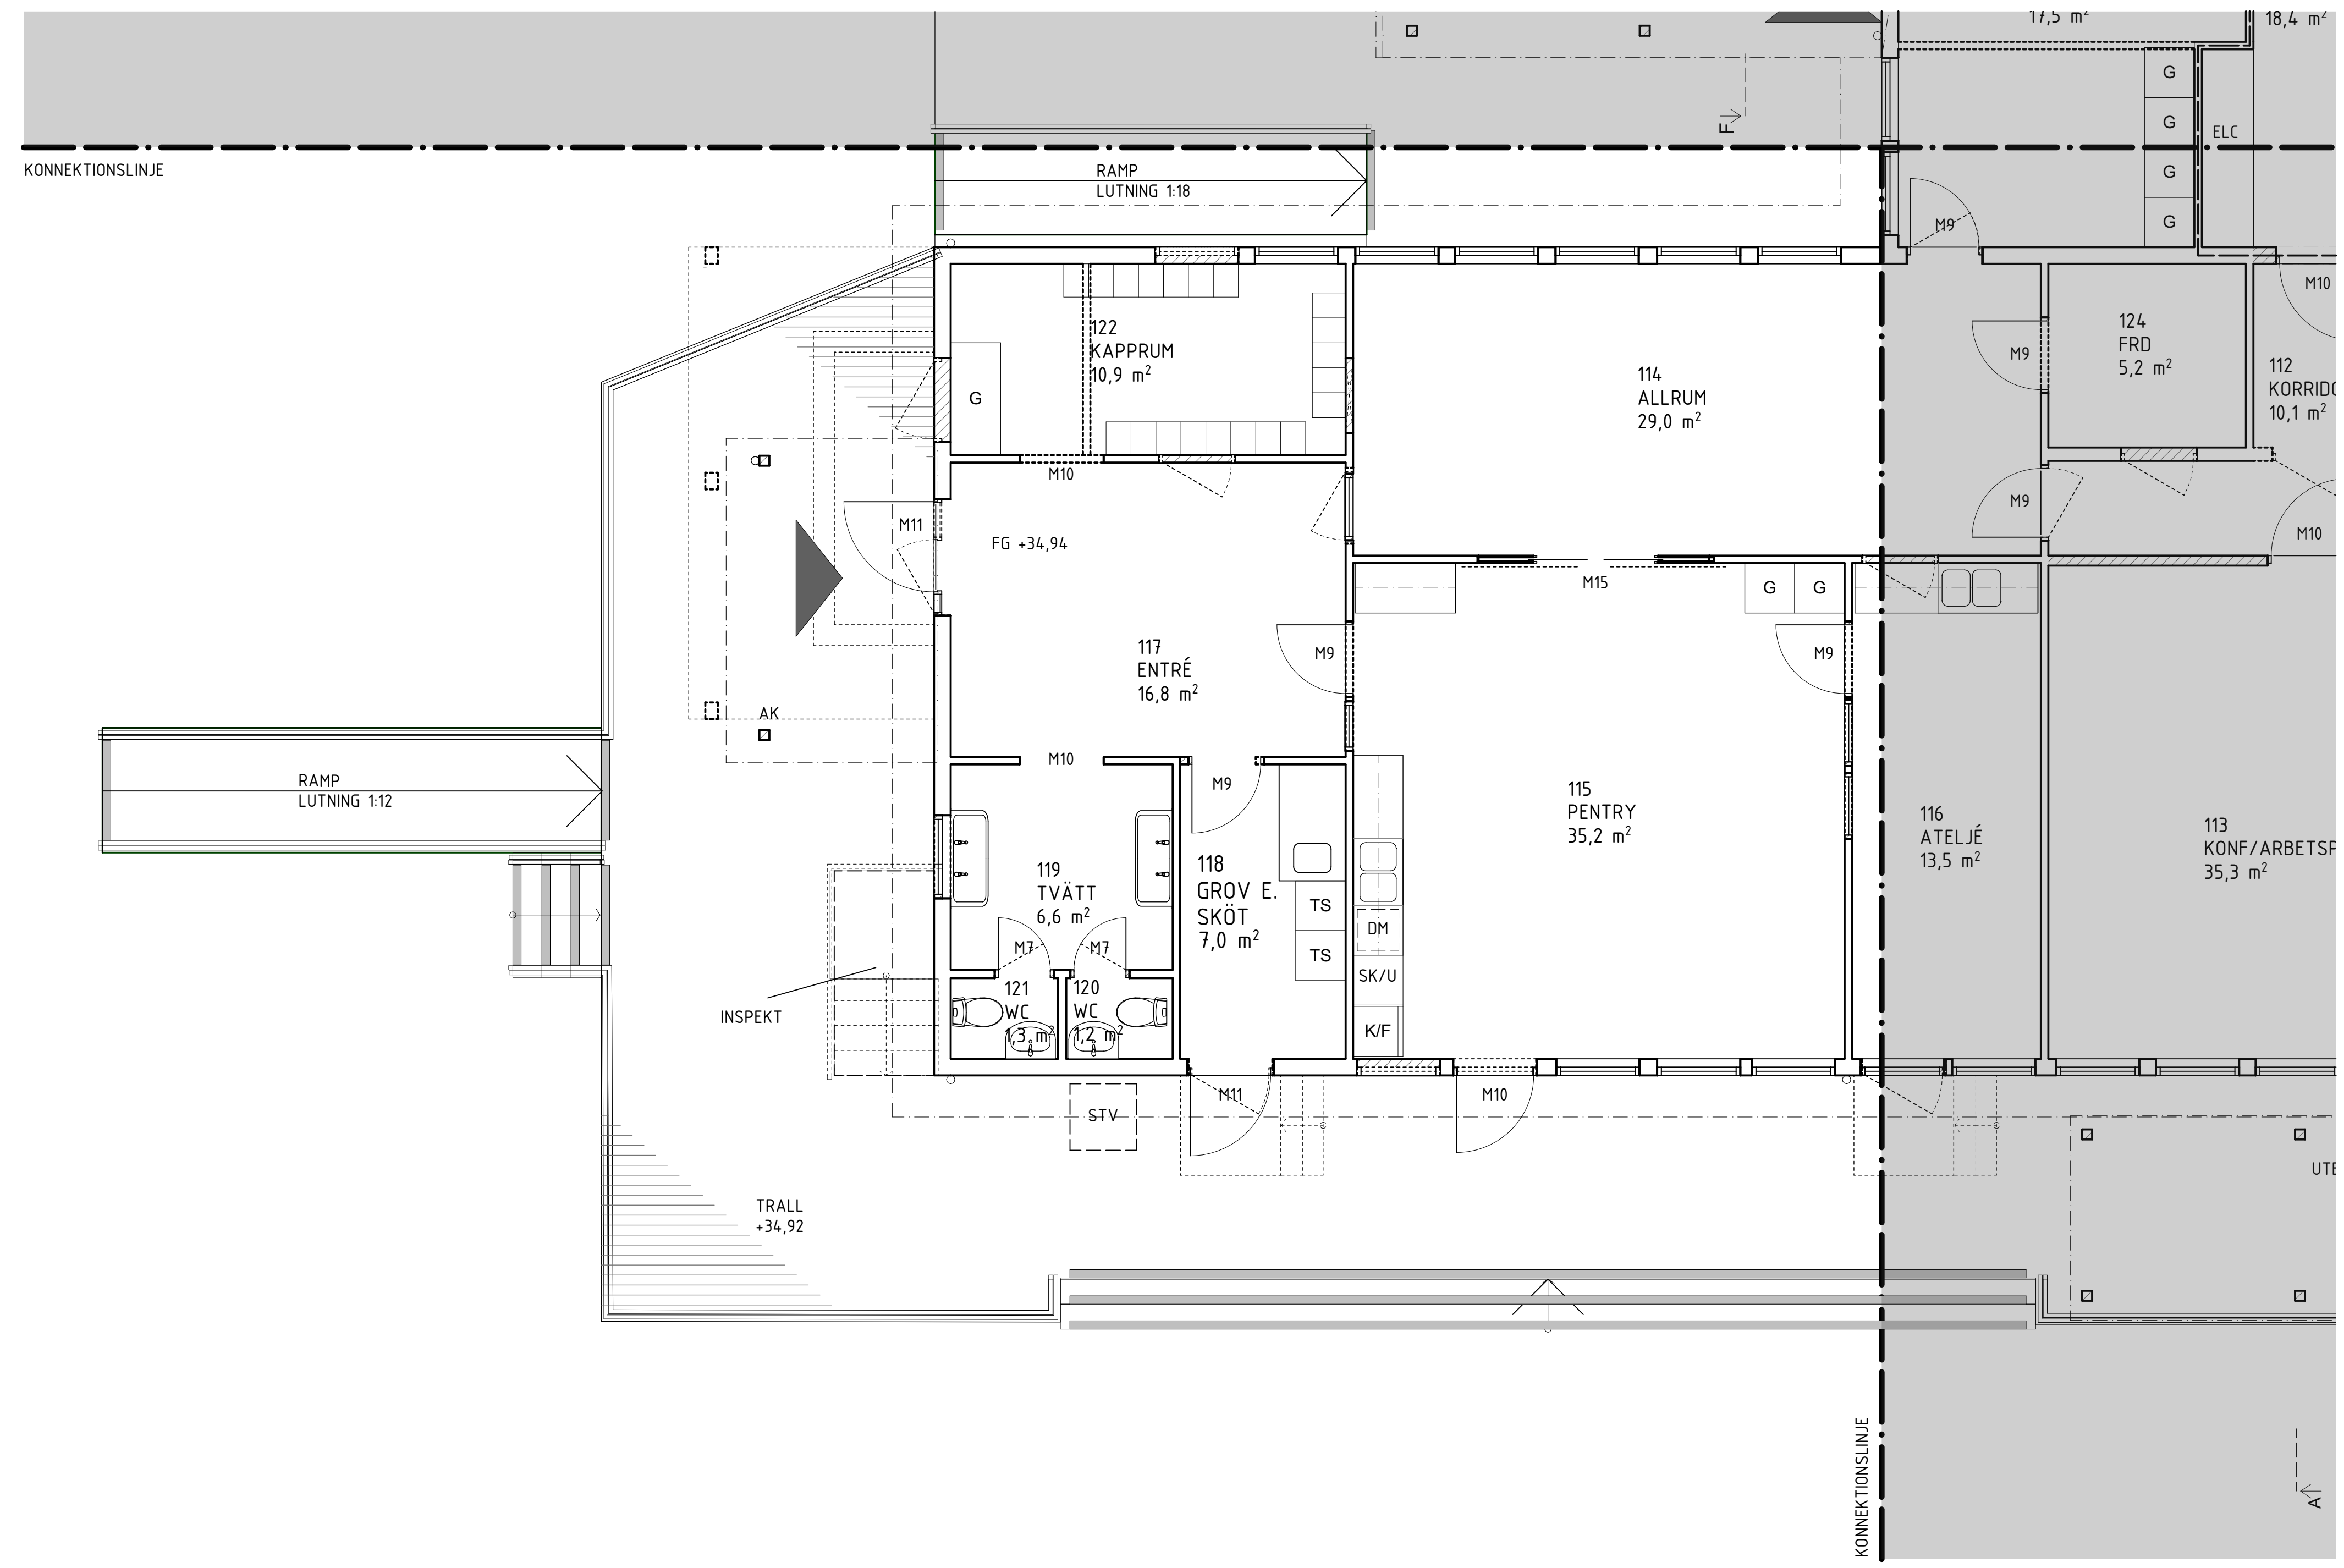 17,5 m²
18,4 m²
G
G
G
G
ELC
F
KONNEKTIONSLINJE
RAMP
LUTNING 1:18
M9
M10
122
KAPPRUM
10,9 m²
G
M10
114
ALLRUM
29,0 m²
M9
124
FRD
5,2 m²
112
10,1 m²
M9
M10
M11
FG +34,94
M15
G
G
117
ENTRÉ
16,8 m²
M9
M9
AK
RAMP
LUTNING 1:12
M10
M9
115
PENTRY
35,2 m²
116
ATELJÉ
13,5 m²
113
35,3 m²
119
TVÄTT
6,6 m²
118
GROV E.
SKÖT
7,0 m²
TS
TS
DM
SK/U
K/F
M7
M7
121
WC
1,3 m²
120
WC
1,2 m²
INSPEKT
STV
M11
M10
TRALL
+34,92
KONNEKTIONSLINJE
A